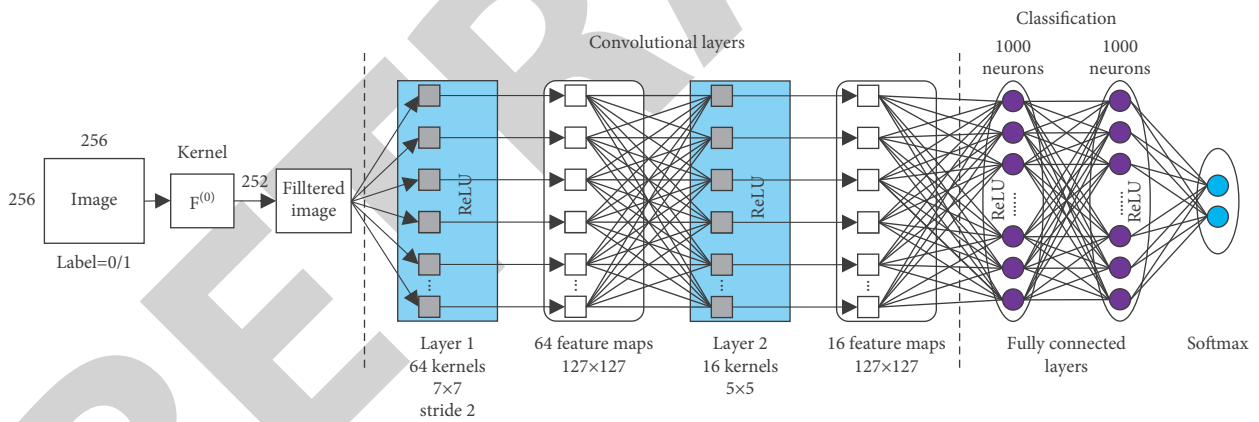 Classification
Convolutional layers
1000
neurons
1000
neurons
256
256
Image
Label=0/1
Kernel
F(0)
252
Filltered
image
ReLU
ReLU
ReLU
ReLU
Layer 1
64 kernels
7×7
stride 2
64 feature maps
127×127
Layer 2
16 kernels
5×5
16 feature maps
127×127
Fully connected
layers
Softmax